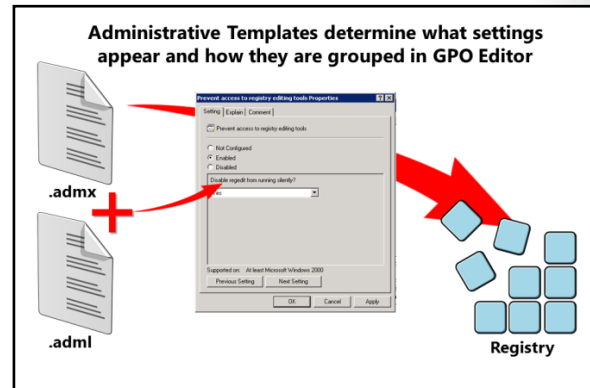 Administrative Templates determine what settings
appear and how they are grouped in GPO Editor
.admx
.adml
Prevent access to registry editing tools Properties
Setting Explain Comment
Prevent access to registry editing tools
Not Configured
Enabled
Disabled
Disable regedit from running silently?
Supported on: At least Microsoft Windows 2000
Previous Setting Next Setting
OK Cancel Apply
Registry